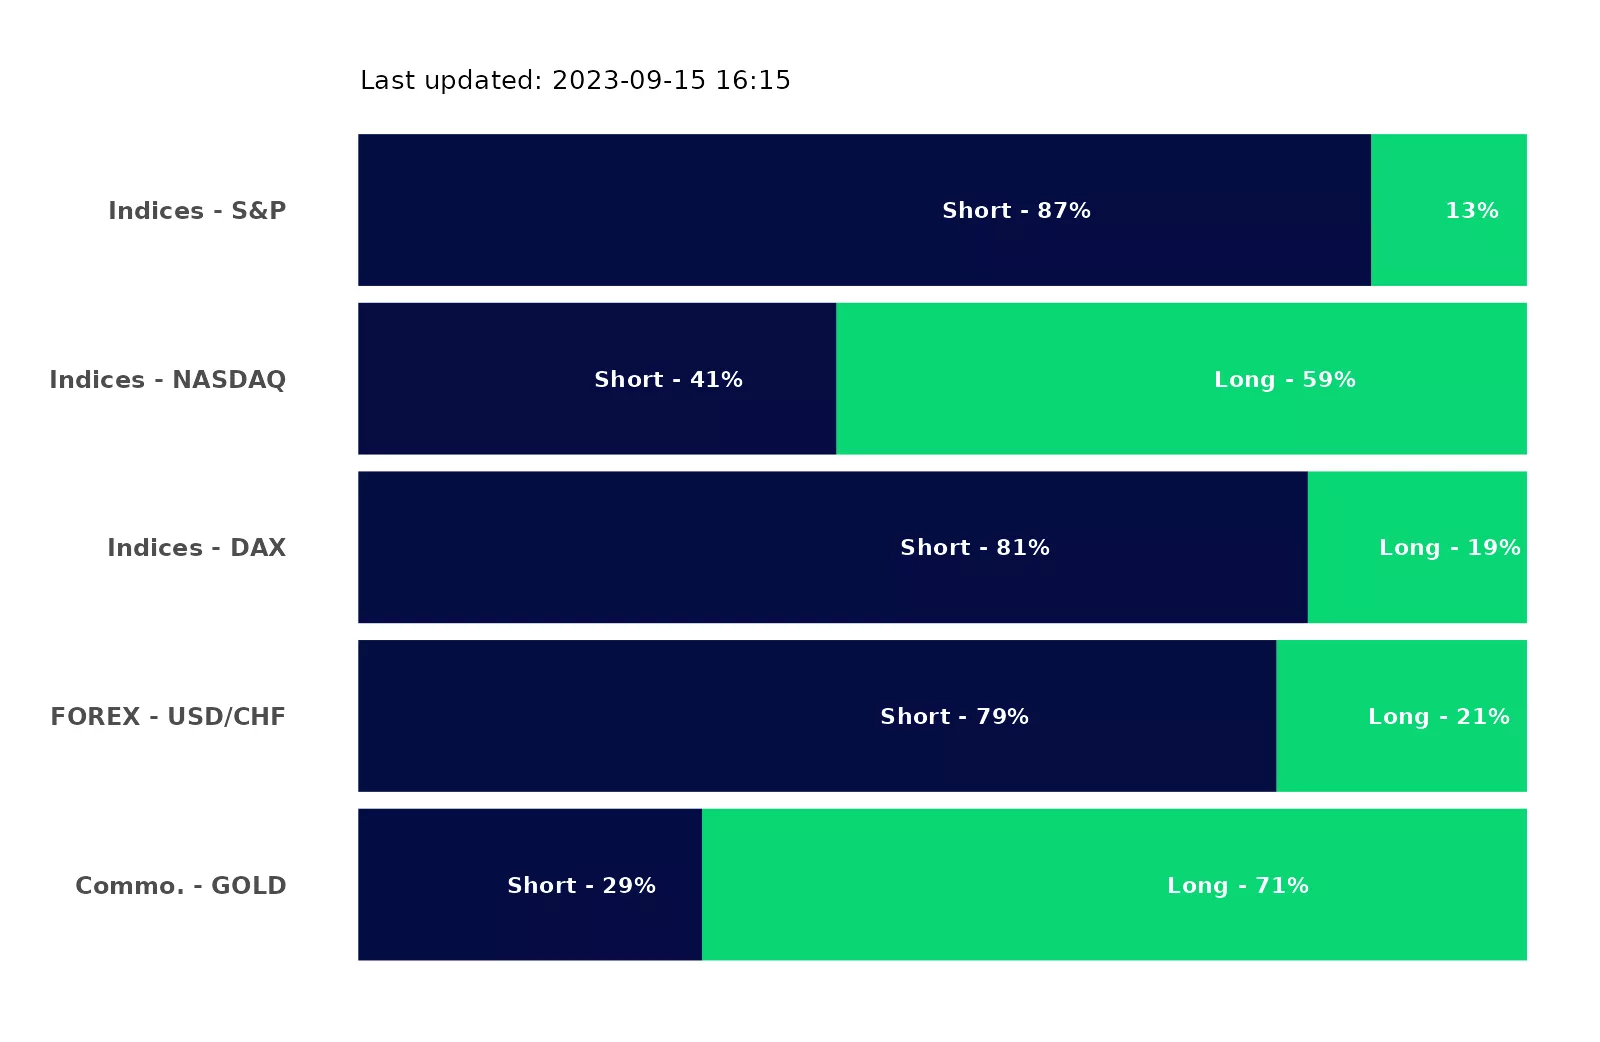 Last updated: 2023-09-15 16:15
Indices - S&P Short - 87% 13%
Indices - NASDAQ Short - 41% Long - 59%
Indices - DAX Short - 81% Long - 19%
FOREX - USD/CHF Short - 79% Long - 21%
Commo. - GOLD Short - 29% Long - 71%